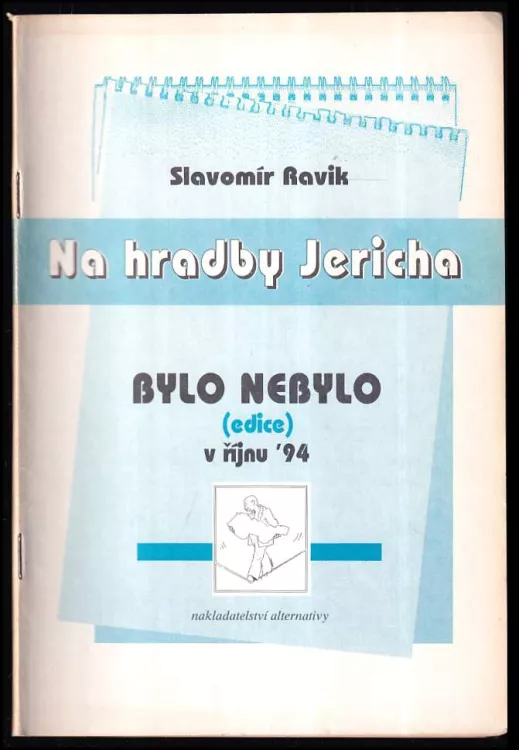 Slavomír Ravik
Na hradby Jericha
BYLO NEBYLO
(edice)
v říjnu '94
nakladatelství alternativy